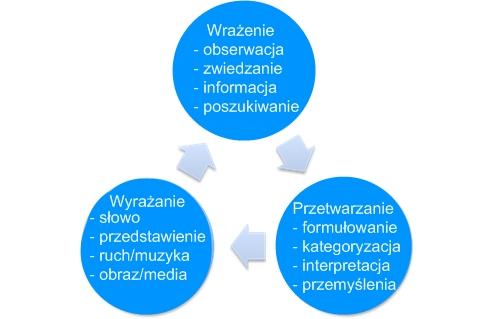 Wrażenie
- obserwacja
- zwiedzanie
- informacja
- poszukiwanie
Przetwarzanie
- formułowanie
- kategoryzacja
- interpretacja
- przemyślenia
Wyrażanie
- słowo
- przedstawienie
- ruch/muzyka
- obraz/media